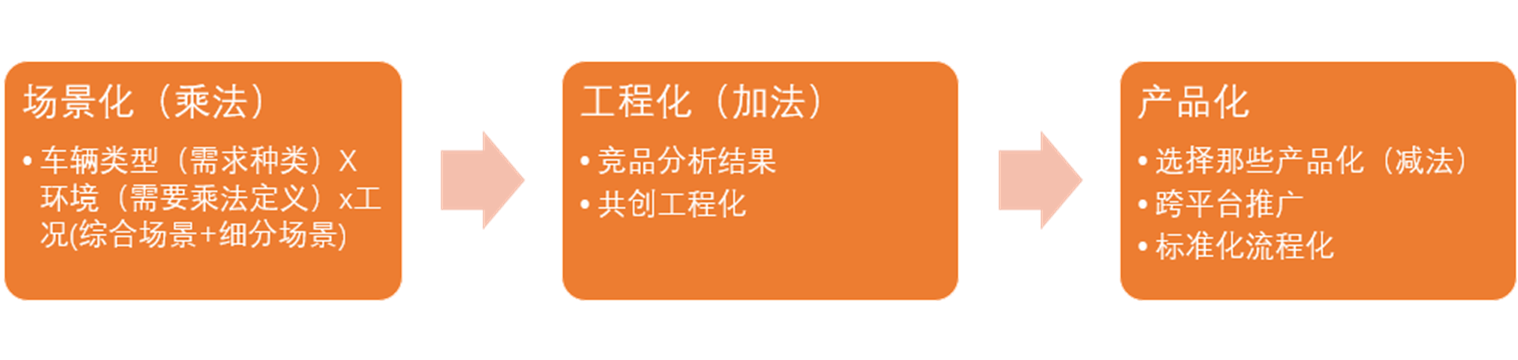 场景化（乘法）
• 车辆类型（需求种类）X
环境（需要乘法定义）x工
况(综合场景+细分场景)
工程化（加法）
• 竞品分析结果
• 共创工程化
产品化
• 选择那些产品化（减法）
• 跨平台推广
• 标准化流程化